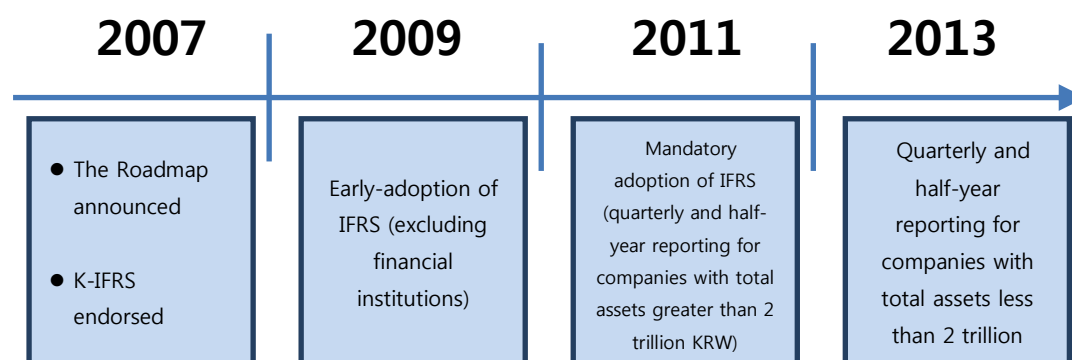 2007
2009
2011
2013
● The Roadmap
announced
● K-IFRS
endorsed
Early-adoption of
IFRS (excluding
financial
institutions)
Mandatory
adoption of IFRS
(quarterly and half-
year reporting for
companies with total
assets greater than 2
trillion KRW)
Quarterly and
half-year
reporting for
companies with
total assets less
than 2 trillion